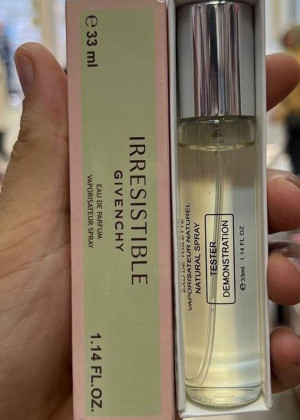 ℮ 33 ml
IRRESISTIBLE
GIVENCHY
EAU DE PARFUM
VAPORISATEUR SPRAY
1.14 FL.OZ.
VAPORISATEUR NATUREL
NATURAL SPRAY
TESTER
DEMONSTRATION
℮ 33ml 1.14 FL OZ